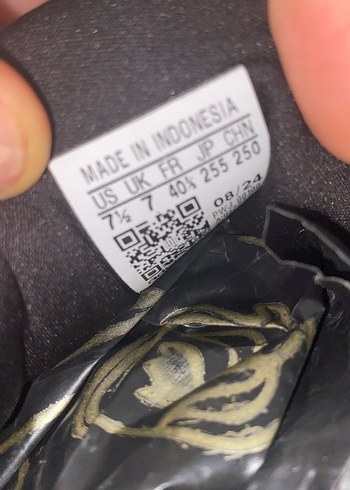 MADE IN INDONESIA
US UK FR JP CHN
7½ 7 40⅔ 255 250
08/24